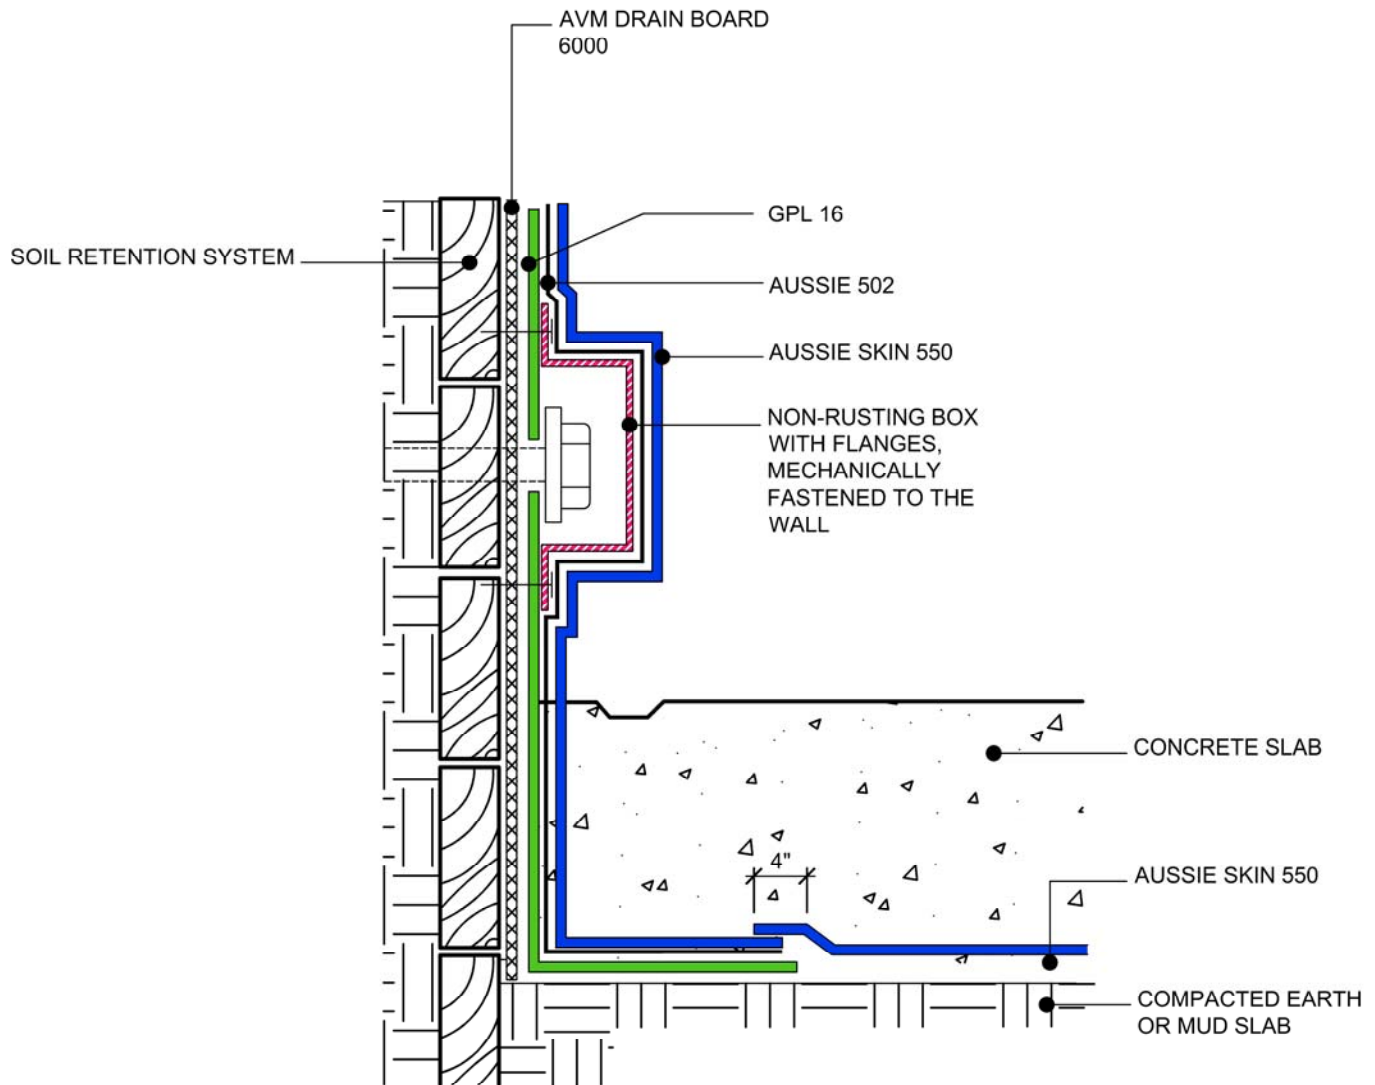 AVM DRAIN BOARD
6000
GPL 16
SOIL RETENTION SYSTEM
AUSSIE 502
AUSSIE SKIN 550
NON-RUSTING BOX
WITH FLANGES,
MECHANICALLY
FASTENED TO THE
WALL
CONCRETE SLAB
4"
AUSSIE SKIN 550
COMPACTED EARTH
OR MUD SLAB